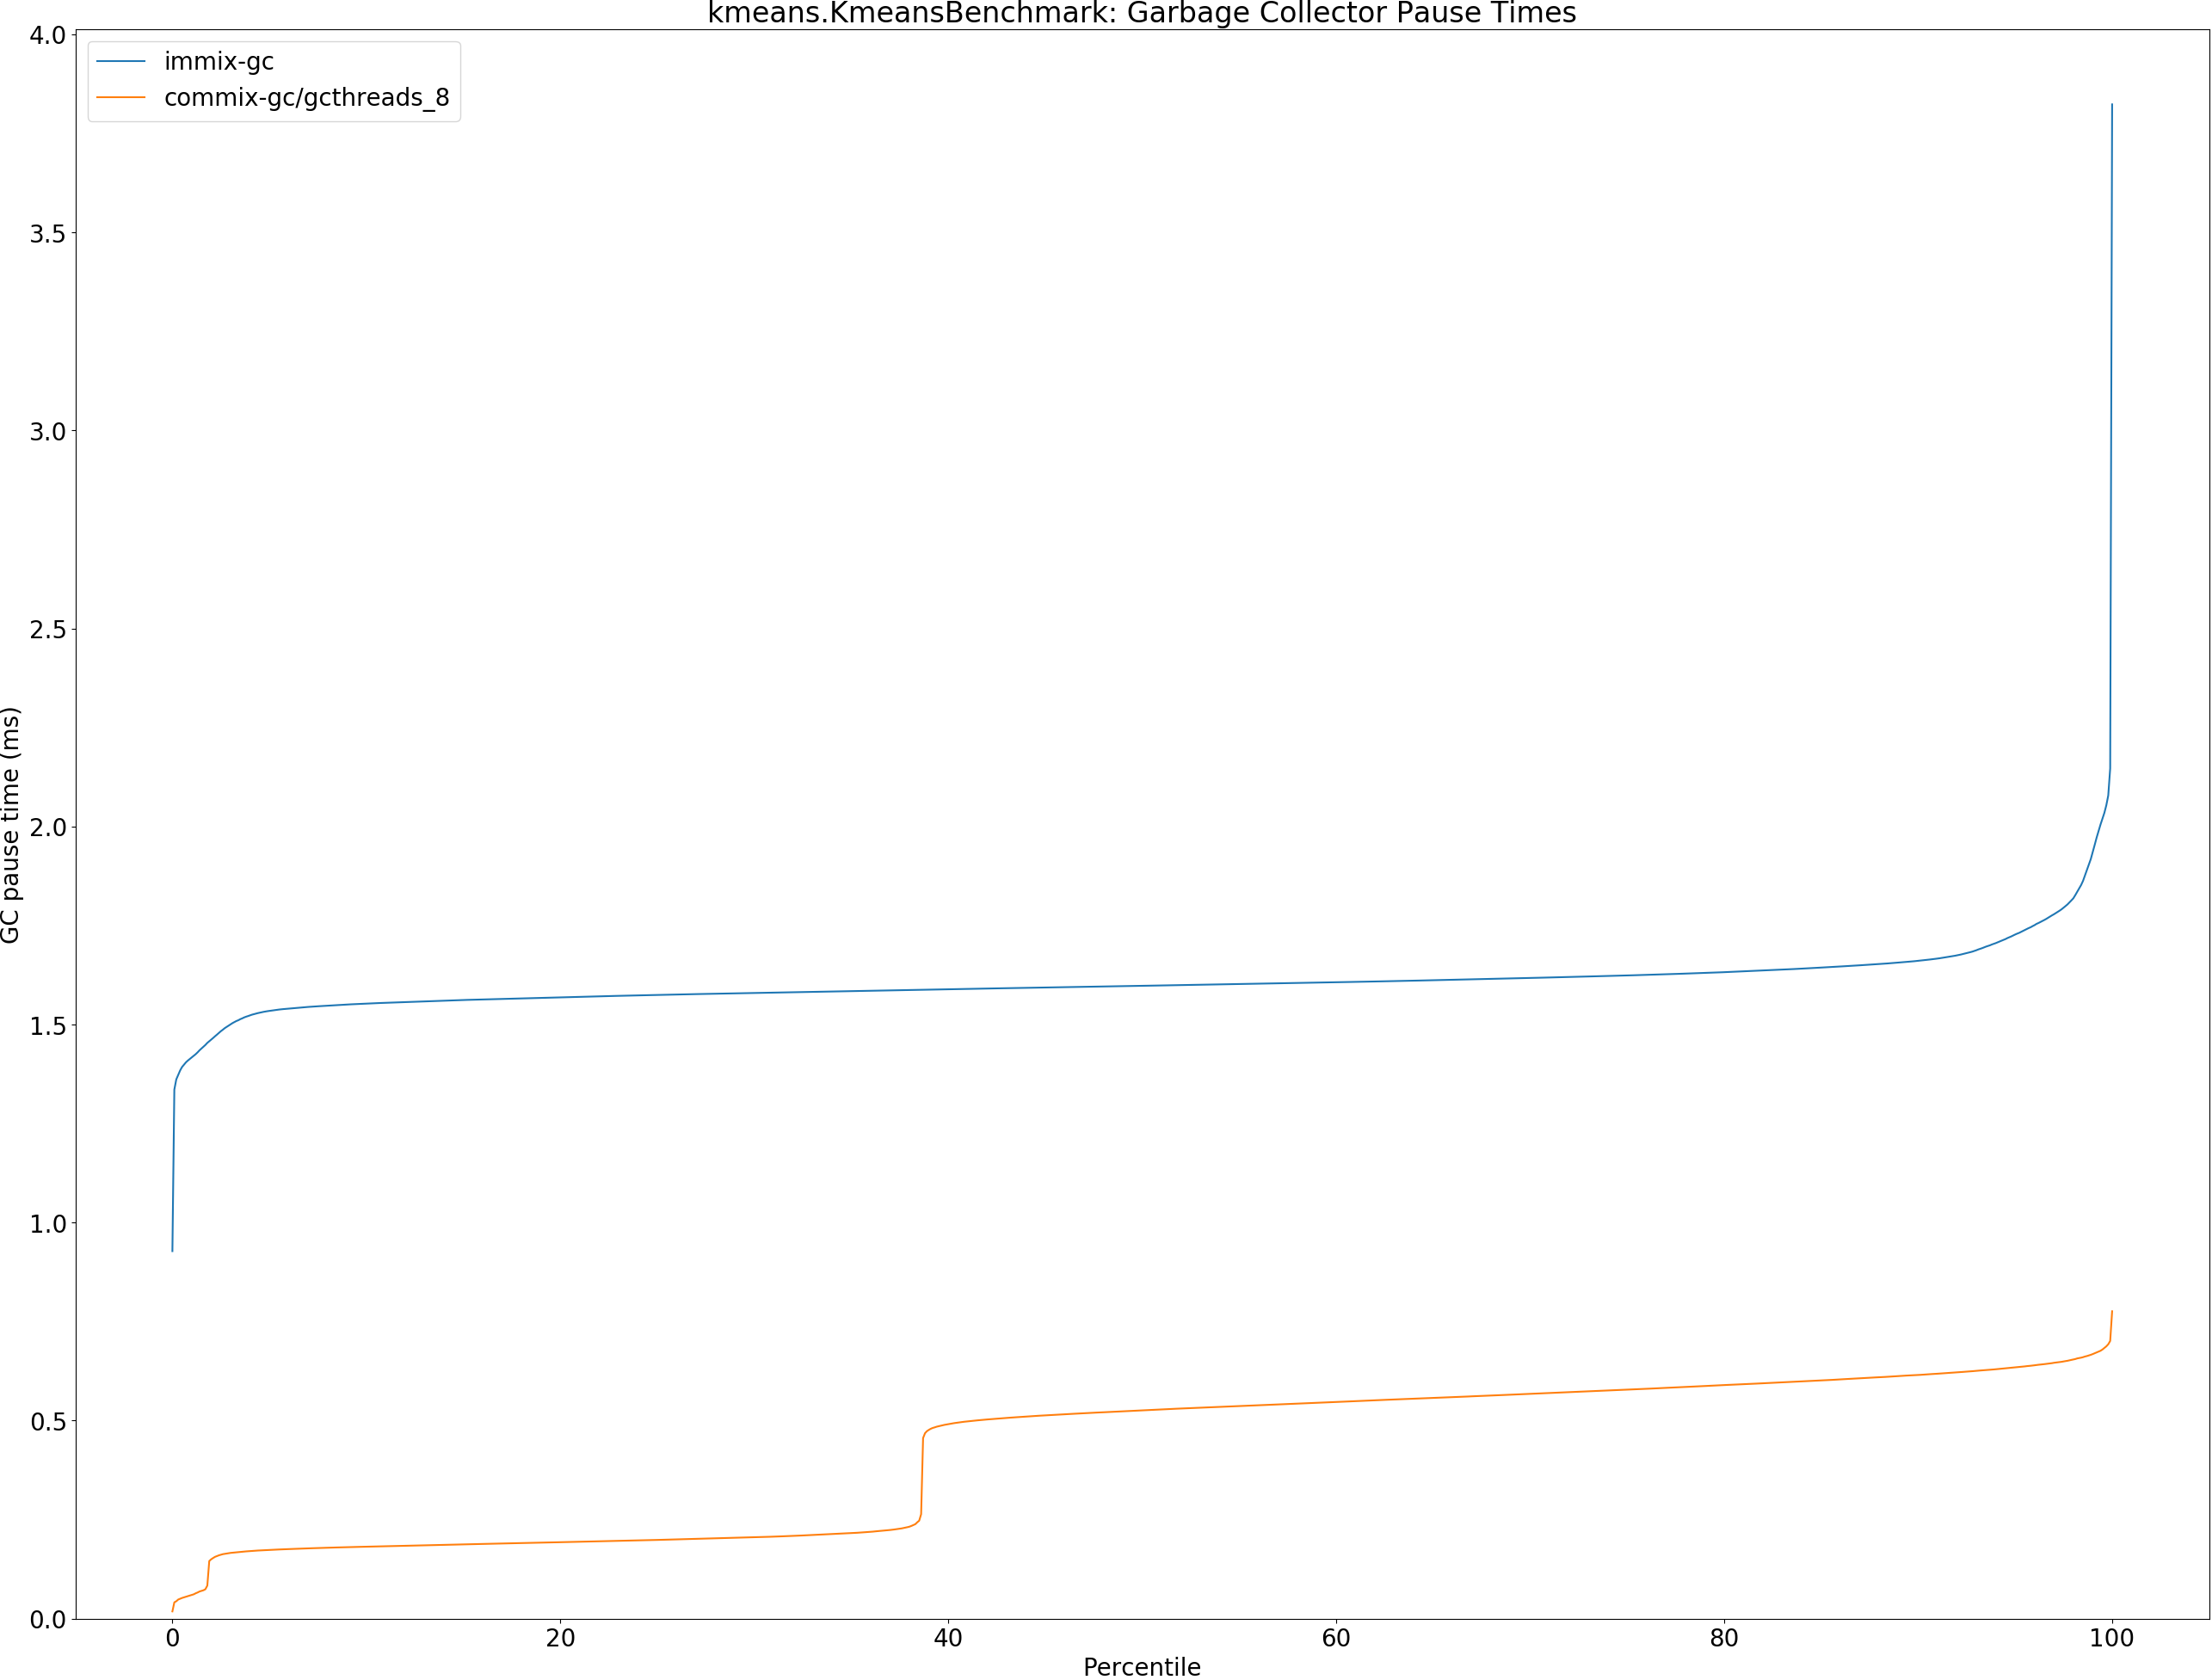 kmeans.KmeansBenchmark: Garbage Collector Pause Times
immix-gc
commix-gc/gcthreads_8
GC pause time (ms)
4.0
3.5
3.0
2.5
2.0
1.5
1.0
0.5
0.0
0 20 40 60 80 100
Percentile